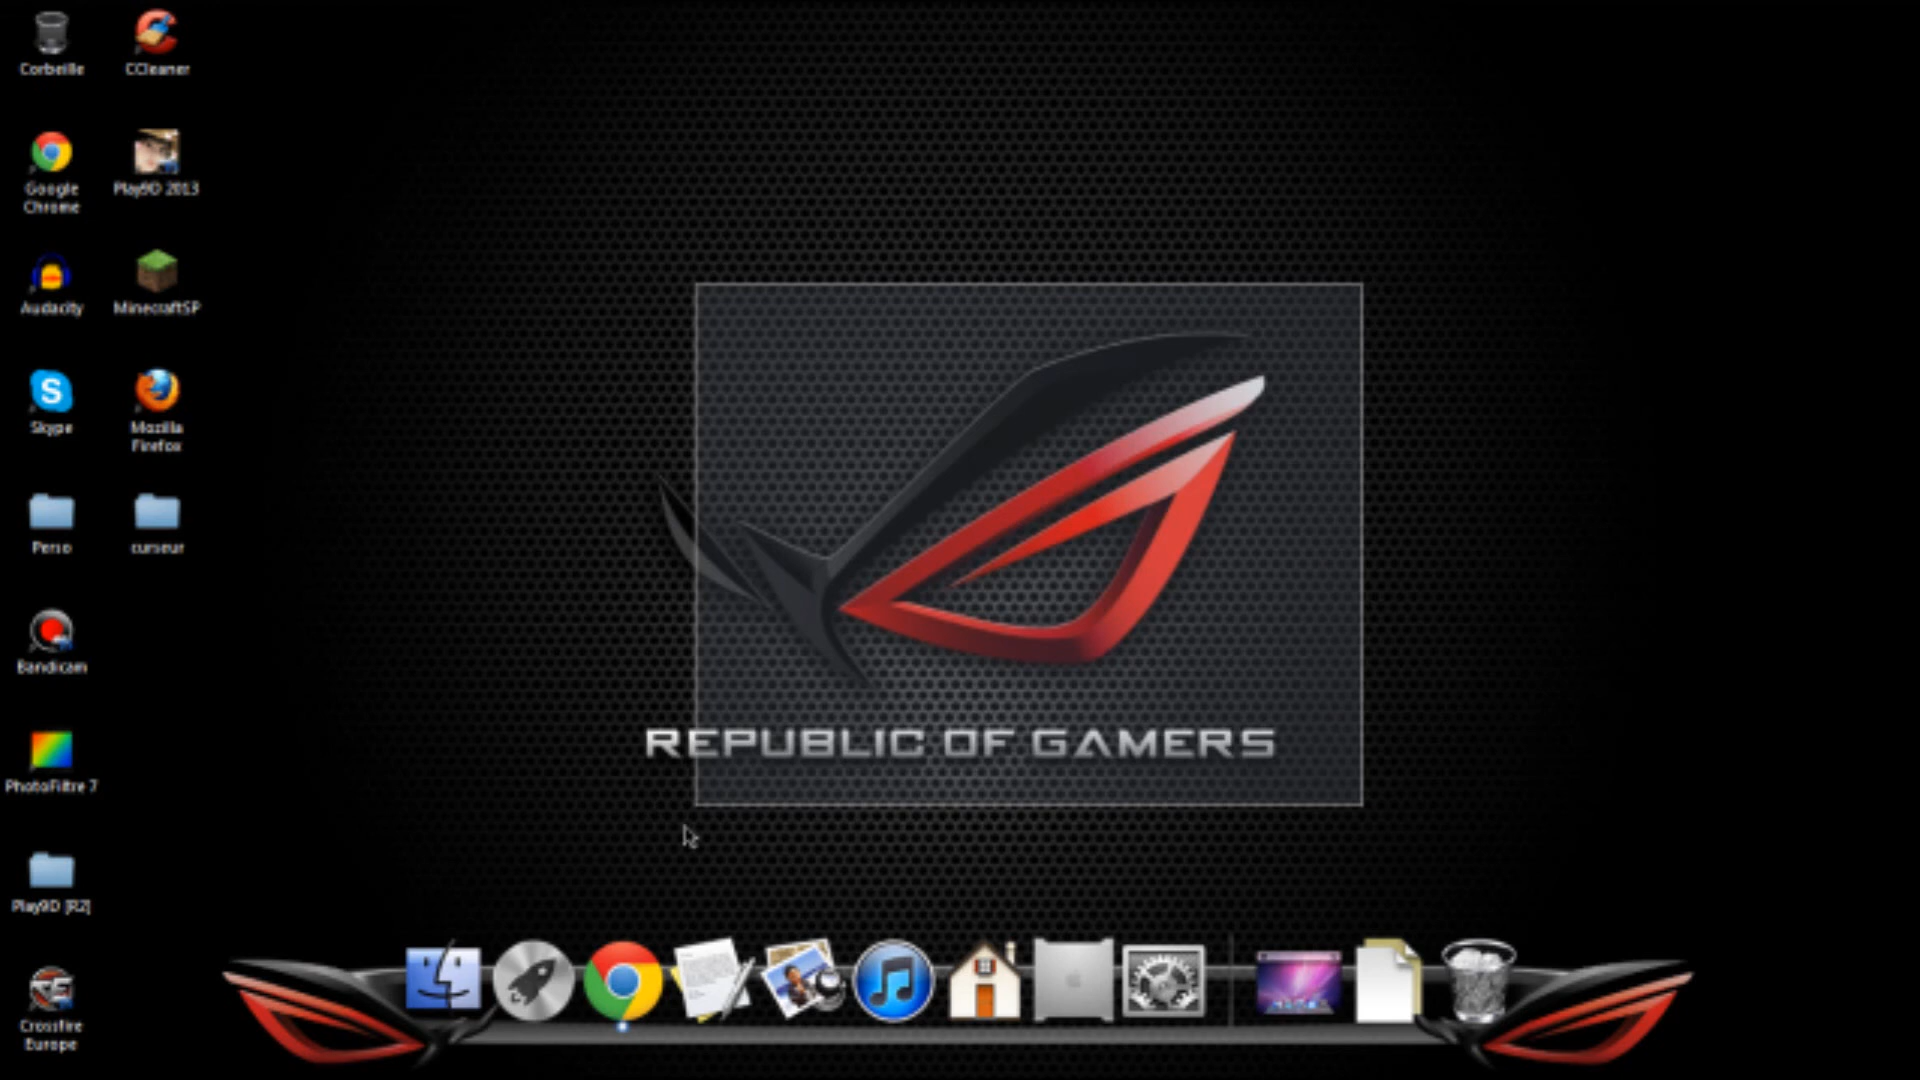 Corbeille
CCleaner
Google
Chrome
Play9D 2013
Audacity
MinecraftSP
Skype
Mozilla
Firefox
Perso
curseur
Bandicam
PhotoFiltre 7
Play9D [R2]
Crossfire
Europe
REPUBLIC OF GAMERS